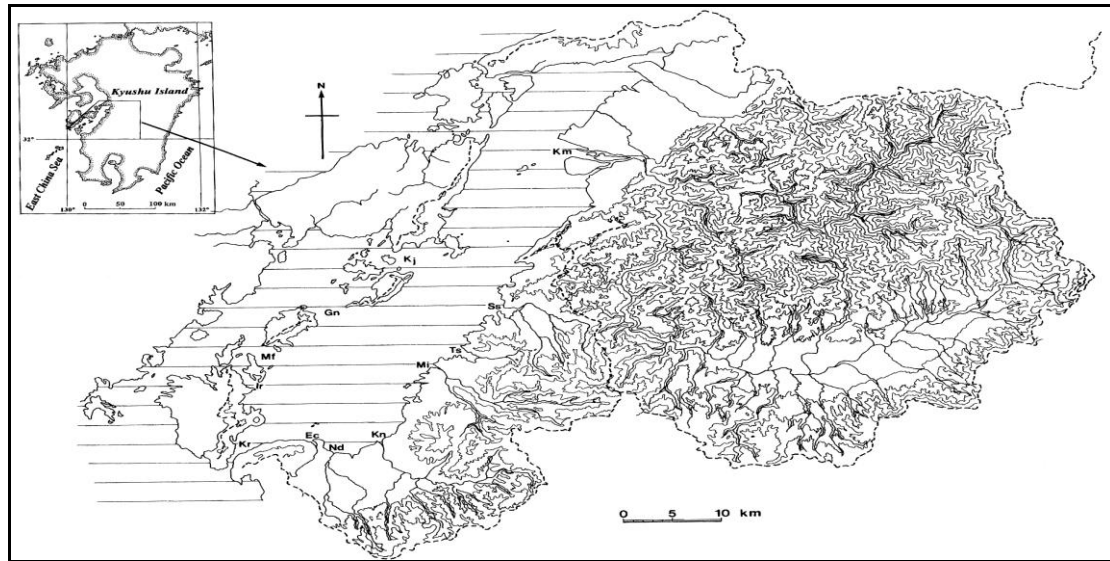 Kyushu Island
32°
East China Sea
Pacific Ocean
0 50 100 km
130°
132°
N
Km
Kj
Ss
Gn
Ts
Mf
Mi
Ir
Kr
Ec
Nd
Kn
0 5 10 km